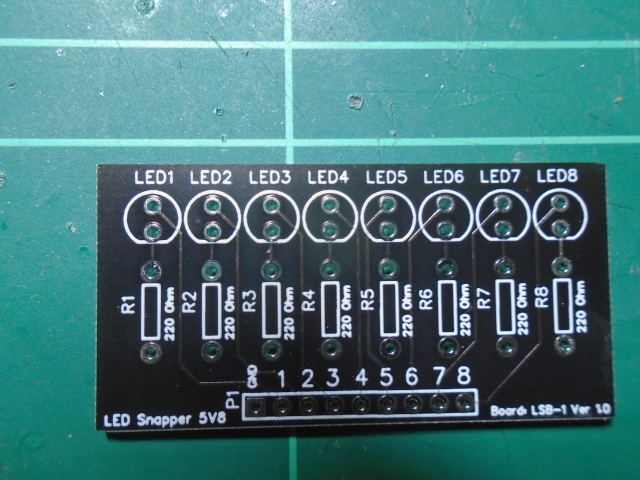 LED1 LED2 LED3 LED4 LED5 LED6 LED7 LED8
R1 220 Ohm R2 220 Ohm R3 220 Ohm R4 220 Ohm R5 220 Ohm R6 220 Ohm R7 220 Ohm R8 220 Ohm
P1 GND 1 2 3 4 5 6 7 8
LED Snapper 5V8 Board: LSB-1 Ver 1.0